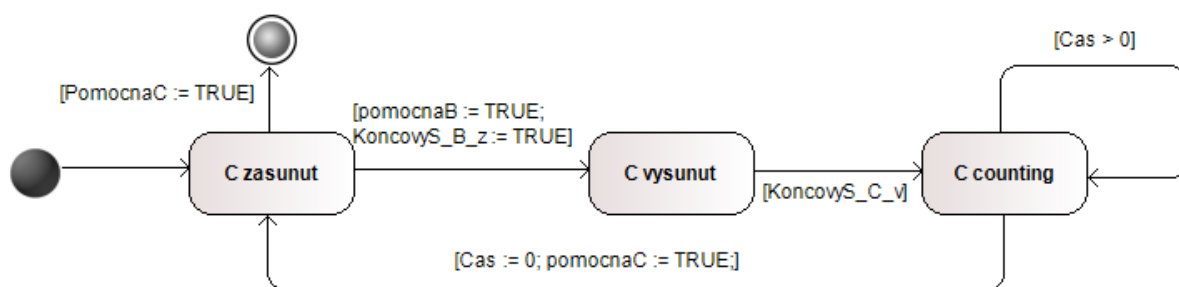 [Cas > 0]
[PomocnaC := TRUE]
[pomocnaB := TRUE;
KoncovyS_B_z := TRUE]
C zasunut
C vysunut
C counting
[KoncovyS_C_v]
[Cas := 0; pomocnaC := TRUE;]